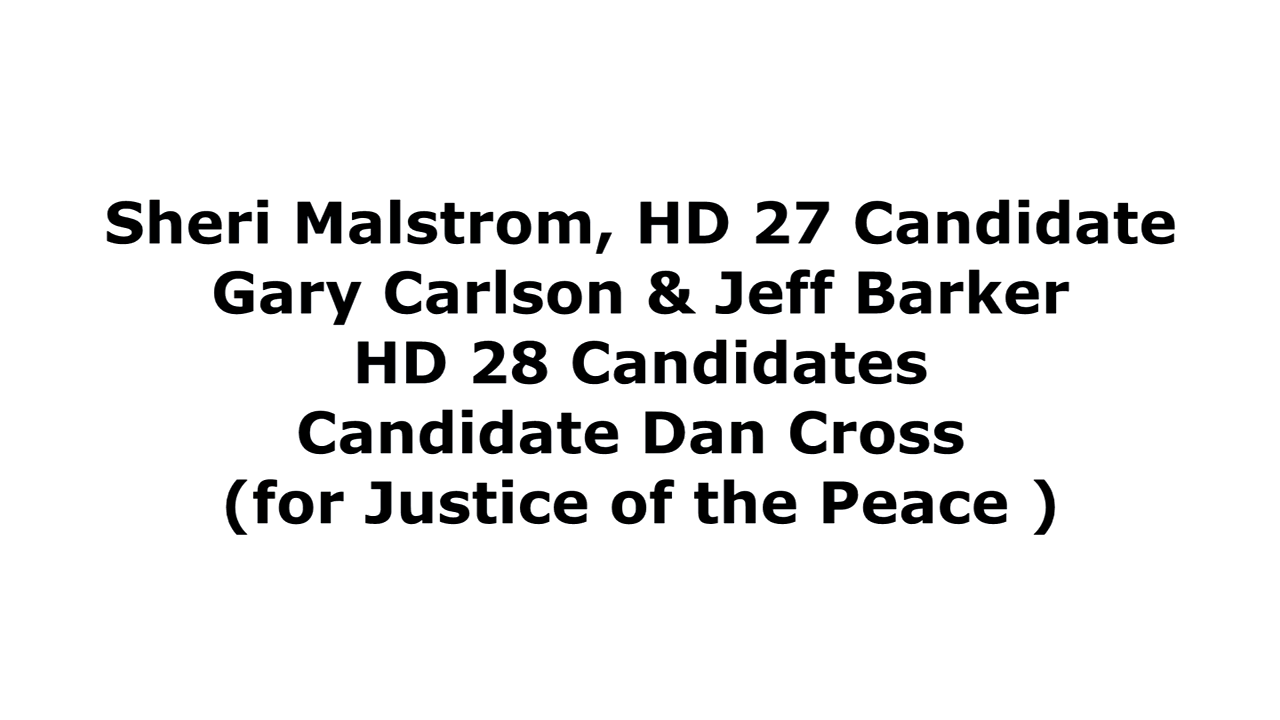 Sheri Malstrom, HD 27 Candidate
Gary Carlson & Jeff Barker
HD 28 Candidates
Candidate Dan Cross
(for Justice of the Peace )